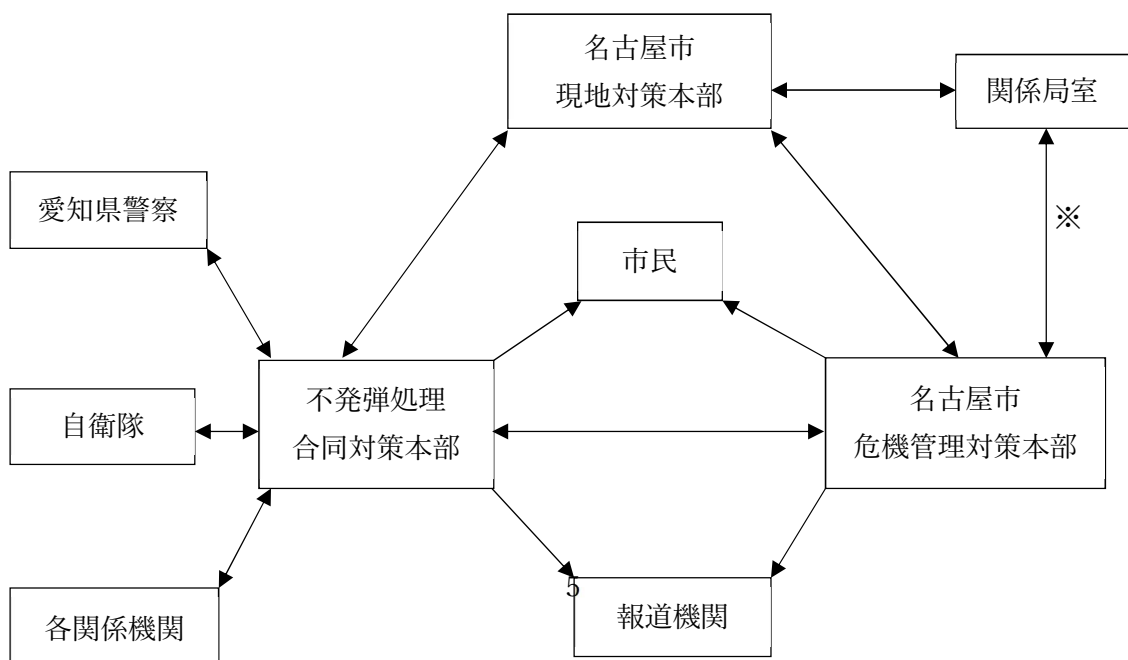 名古屋市
現地対策本部
関係局室
愛知県警察
※
市民
不発弾処理
合同対策本部
名古屋市
危機管理対策本部
自衛隊
5
各関係機関
報道機関